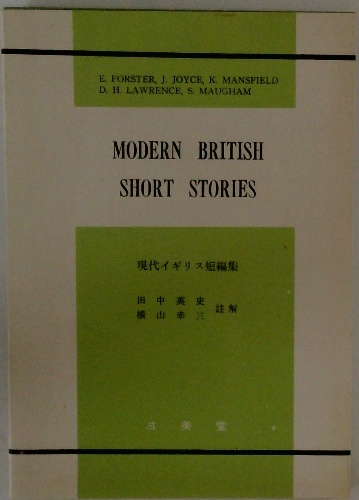 E. FORSTER, J. JOYCE, K. MANSFIELD
D. H. LAWRENCE, S. MAUGHAM
MODERN BRITISH
SHORT STORIES
現代イギリス短編集
田中英史
横山幸三 註解
美堂